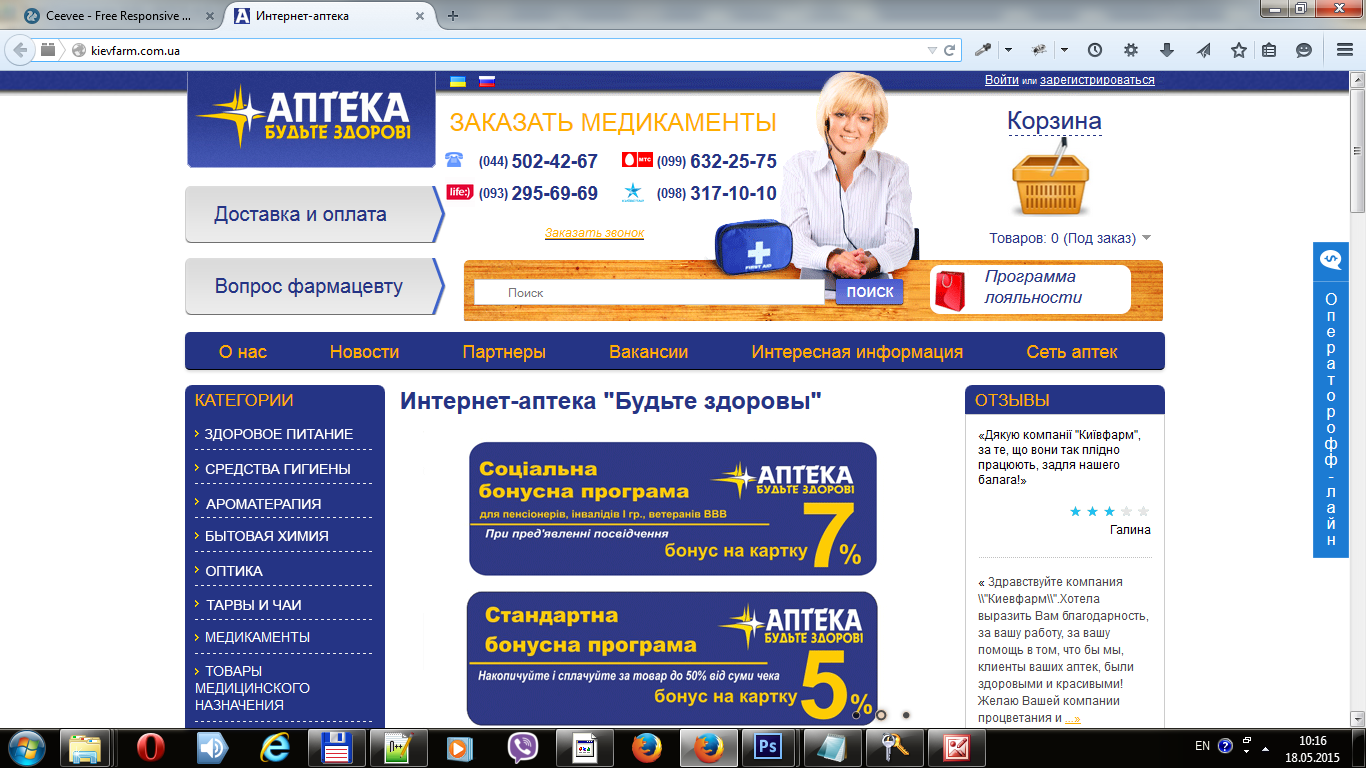 Ceevee - Free Responsive ...
Интернет-аптека
kievfarm.com.ua
Войти или зарегистрироваться
АПТЕКА
БУДЬТЕ ЗДОРОВІ
ЗАКАЗАТЬ МЕДИКАМЕНТЫ
(044) 502-42-67
МТС (099) 632-25-75
life:) (093) 295-69-69
(098) 317-10-10
Заказать звонок
Корзина
Товаров: 0 (Под заказ)
Доставка и оплата
Вопрос фармацевту
FIRST AID
Поиск
ПОИСК
Программа
лояльности
Оператор офф-лайн
О нас Новости Партнеры Вакансии Интересная информация Сеть аптек
КАТЕГОРИИ
ЗДОРОВОЕ ПИТАНИЕ
СРЕДСТВА ГИГИЕНЫ
АРОМАТЕРАПИЯ
БЫТОВАЯ ХИМИЯ
ОПТИКА
ТАРВЫ И ЧАИ
МЕДИКАМЕНТЫ
ТОВАРЫ
МЕДИЦИНСКОГО
НАЗНАЧЕНИЯ
Интернет-аптека "Будьте здоровы"
Соціальна
бонусна програма
для пенсіонерів, інвалідів І гр., ветеранів ВВВ
При пред'явленні посвідчення
АПТЕКА
БУДЬТЕ ЗДОРОВІ
бонус на картку 7%
Стандартна
бонусна програма
Накопичуйте і сплачуйте за товар до 50% від суми чека
АПТЕКА
БУДЬТЕ ЗДОРОВІ
бонус на картку 5%
ОТЗЫВЫ
«Дякую компанії "Київфарм",
за те, що вони так плідно
працюють, задля нашего
балага!»
Галина
« Здравствуйте компания
\\"Киевфарм\\".Хотела
выразить Вам благодарность,
за вашу работу, за вашу
помощь в том, что бы мы,
клиенты ваших аптек, были
здоровыми и красивыми!
Желаю Вашей компании
процветания и ...»
Ps
EN
10:16
18.05.2015